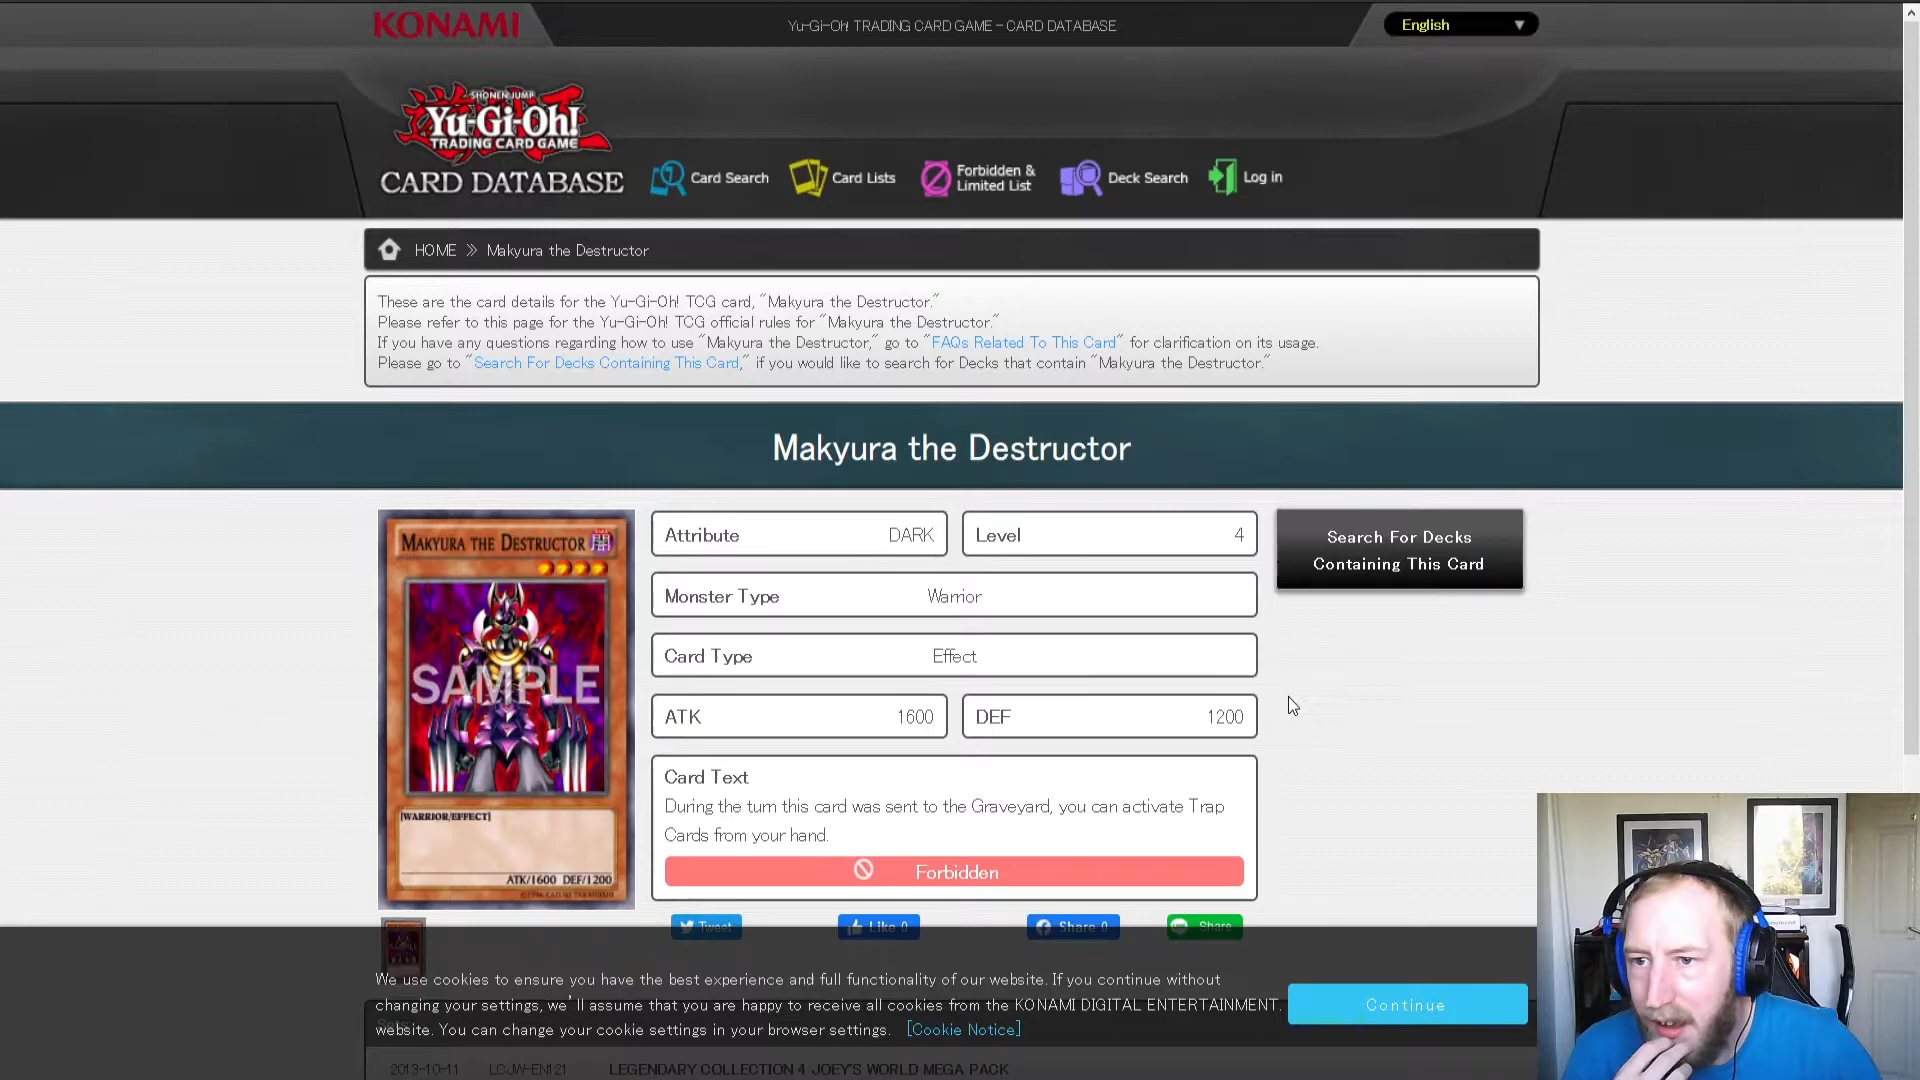 KONAMI
Yu-Gi-Oh! TRADING CARD GAME - CARD DATABASE
English
SHONEN JUMP
Yu-Gi-Oh!
TRADING CARD GAME
CARD DATABASE
Card Search
Card Lists
Forbidden &
Limited List
Deck Search
Log in
HOME » Makyura the Destructor
These are the card details for the Yu-Gi-Oh! TCG card, "Makyura the Destructor."
Please refer to this page for the Yu-Gi-Oh! TCG official rules for "Makyura the Destructor."
If you have any questions regarding how to use "Makyura the Destructor," go to "FAQs Related To This Card" for clarification on its usage.
Please go to "Search For Decks Containing This Card," if you would like to search for Decks that contain "Makyura the Destructor."
Makyura the Destructor
MAKYURA THE DESTRUCTOR 闇
SAMPLE
[WARRIOR/EFFECT]
ATK/1600 DEF/1200
Attribute DARK
Level 4
Monster Type Warrior
Card Type Effect
ATK 1600
DEF 1200
Card Text
During the turn this card was sent to the Graveyard, you can activate Trap
Cards from your hand.
Forbidden
Search For Decks
Containing This Card
Tweet
Like 0
Share 0
Share
We use cookies to ensure you have the best experience and full functionality of our website. If you continue without
changing your settings, we'll assume that you are happy to receive all cookies from the KONAMI DIGITAL ENTERTAINMENT.
website. You can change your cookie settings in your browser settings. [Cookie Notice]
Continue
2013-10-11 LCJW-EN121 LEGENDARY COLLECTION 4 JOEY'S WORLD MEGA PACK